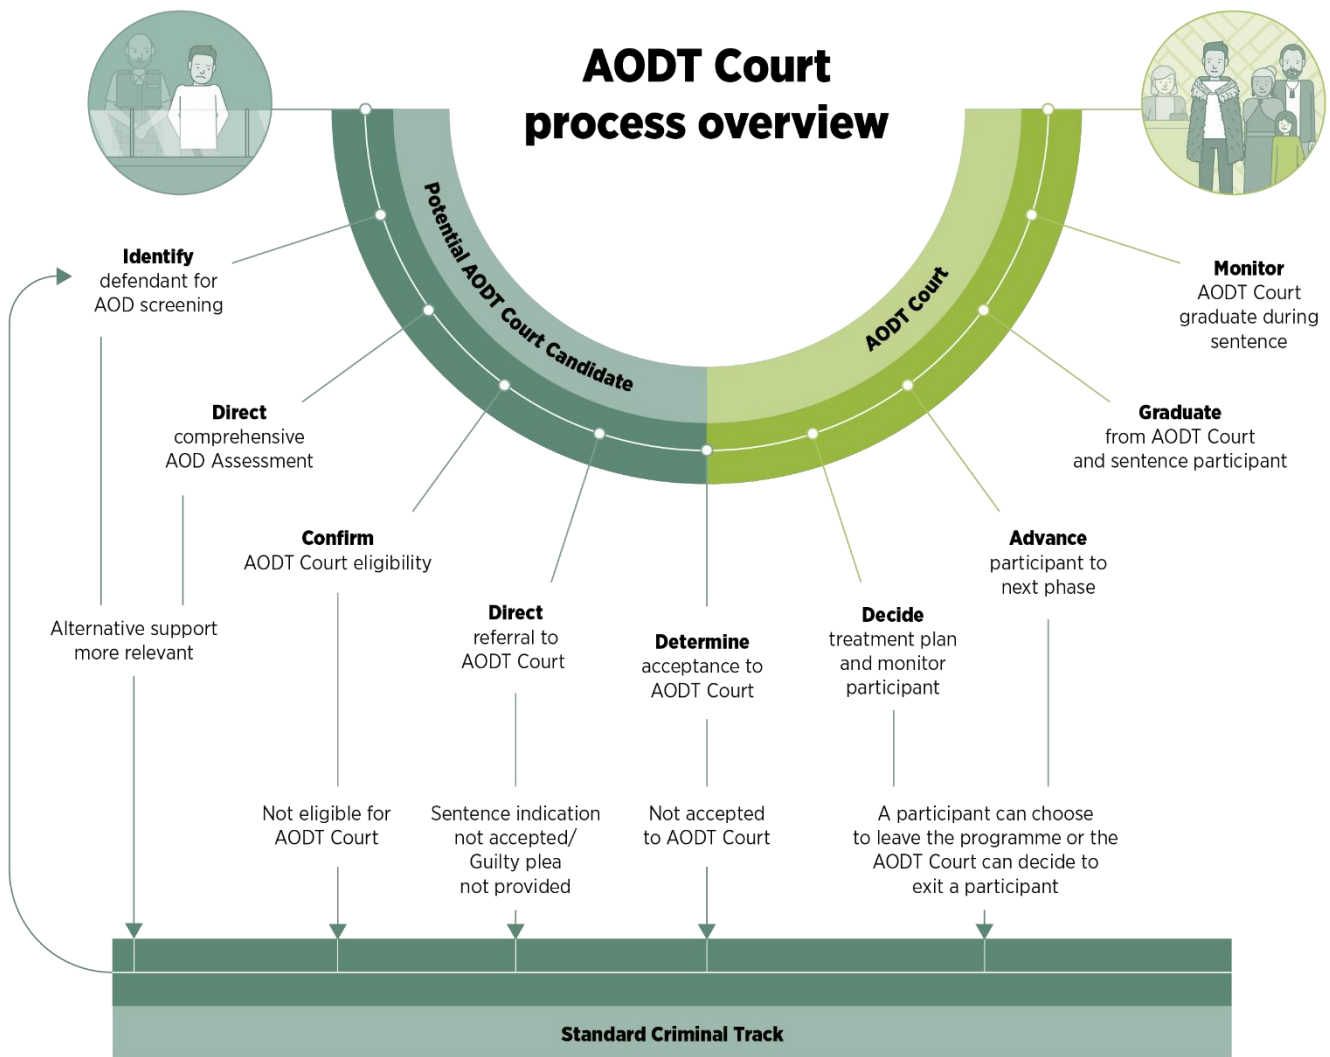 AODT Court
process overview
Potential AODT Court Candidate
AODT Court
Identify
defendant for
AOD screening
Direct
comprehensive
AOD Assessment
Alternative support
more relevant
Confirm
AODT Court eligibility
Not eligible for
AODT Court
Direct
referral to
AODT Court
Sentence indication
not accepted/
Guilty plea
not provided
Determine
acceptance to
AODT Court
Not accepted
to AODT Court
Decide
treatment plan
and monitor
participant
Advance
participant to
next phase
A participant can choose
to leave the programme or the
AODT Court can decide to
exit a participant
Graduate
from AODT Court
and sentence participant
Monitor
AODT Court
graduate during
sentence
Standard Criminal Track